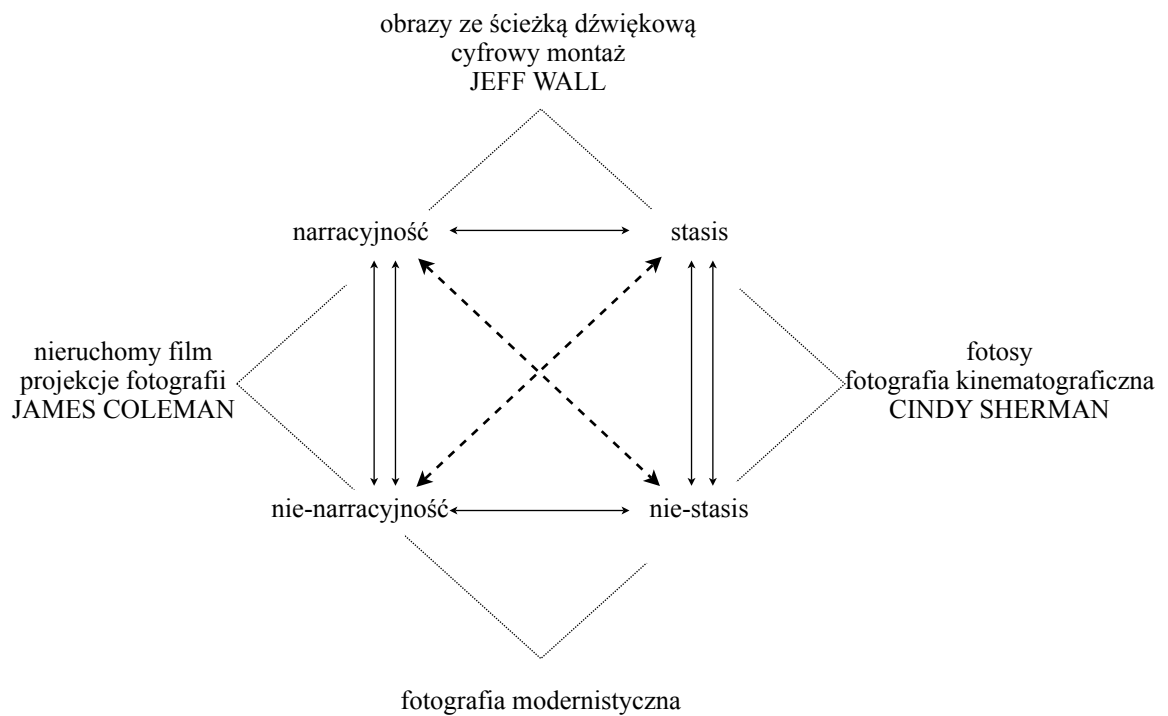 obrazy ze ścieżką dźwiękową
cyfrowy montaż
JEFF WALL
narracyjność
stasis
nieruchomy film
projekcje fotografii
JAMES COLEMAN
fotosy
fotografia kinematograficzna
CINDY SHERMAN
nie-narracyjność
nie-stasis
fotografia modernistyczna